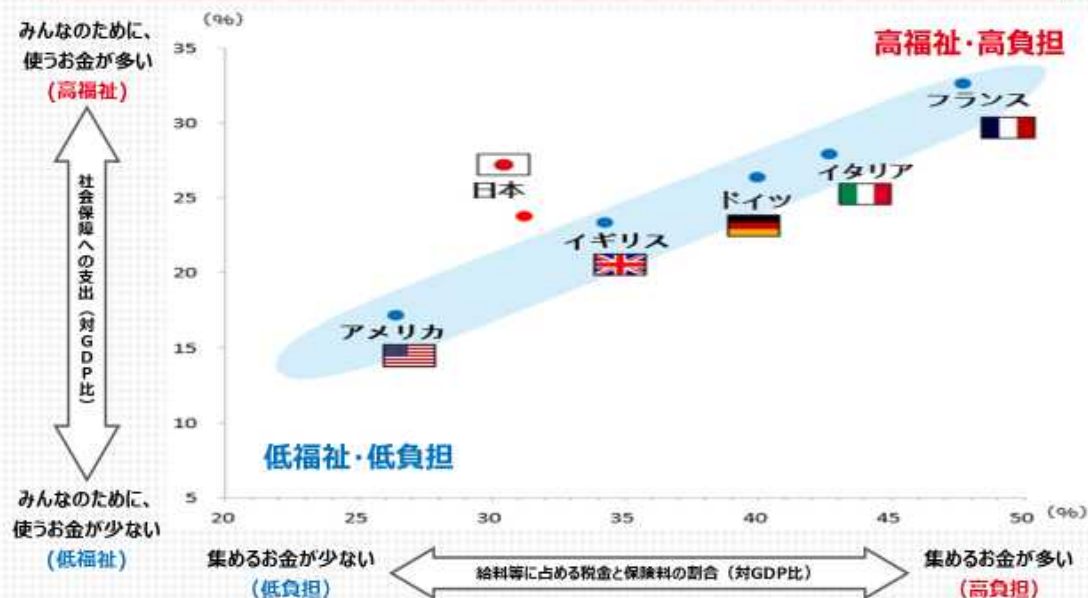 みんなのために、
使うお金が多い
(高福祉)
社会保障への支出（対GDP比）
みんなのために、
使うお金が少ない
(低福祉)
(%)
35
30
25
20
15
10
5
高福祉・高負担
フランス
イタリア
ドイツ
日本
イギリス
アメリカ
低福祉・低負担
20 25 30 35 40 45 50 (%)
集めるお金が少ない
(低負担)
給料等に占める税金と保険料の割合（対GDP比）
集めるお金が多い
(高負担)